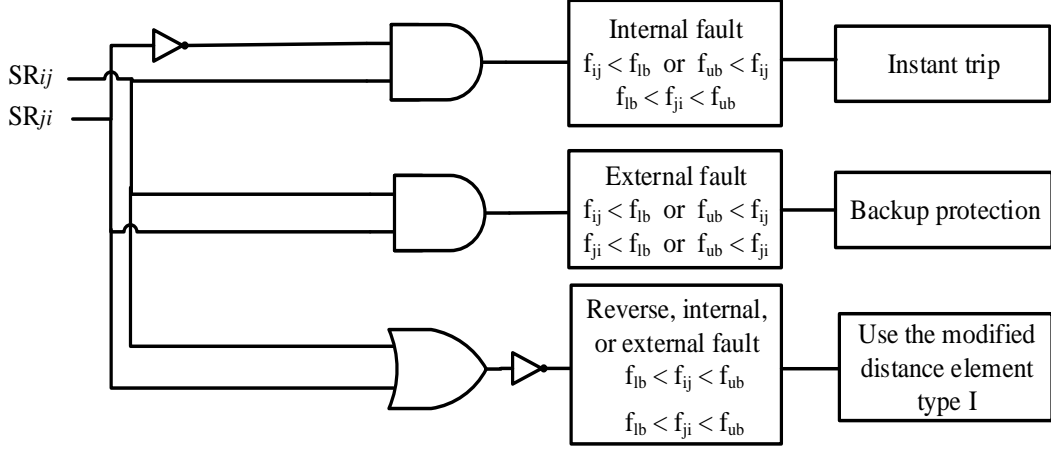 SRij
SRji
Internal fault
fij < flb or fub < fij
flb < fji < fub
Instant trip
External fault
fij < flb or fub < fij
fji < flb or fub < fji
Backup protection
Reverse, internal,
or external fault
flb < fij < fub
flb < fji < fub
Use the modified
distance element
type I